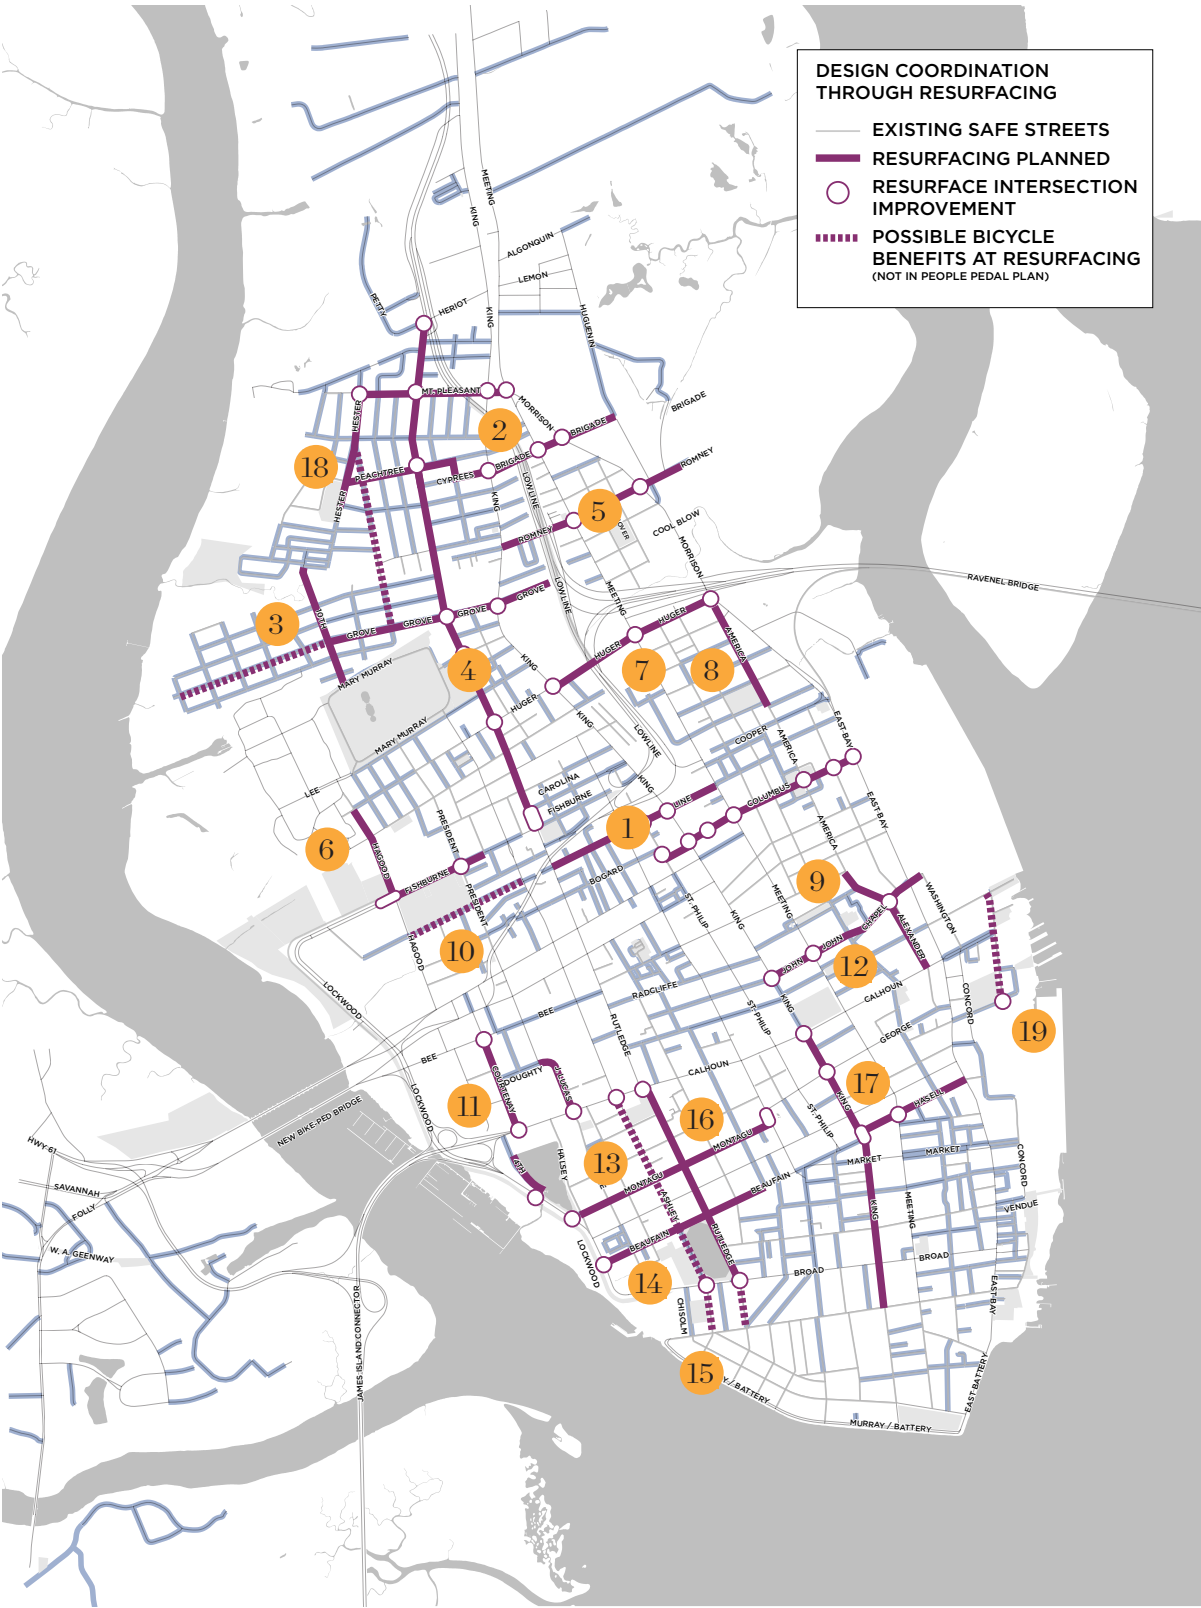 DESIGN COORDINATION
THROUGH RESURFACING
EXISTING SAFE STREETS
RESURFACING PLANNED
RESURFACE INTERSECTION
IMPROVEMENT
POSSIBLE BICYCLE
BENEFITS AT RESURFACING
(NOT IN PEOPLE PEDAL PLAN)
MEETING
KING
ALGONQUIN
LEMON
PETTY
HERIOT
KING
HUGUENIN
MT. PLEASANT
MORRISON
BRIGADE
HESTER
2
BRIGADE
BRIGADE
ROMNEY
18
PEACHTREE
CYPREES
LOWLINE
HESTER
KING
5
ROMNEY
COOL BLOW
MORRISON
RAVENEL BRIDGE
LOWLINE
MEETING
GROVE
GROVE
10TH
3
GROVE
GROVE
HUGER
HUGER
AMERICA
KING
4
7
8
MARY MURRAY
HUGER
KING
MARY MURRAY
LOWLINE
COOPER
AMERICA
EAST BAY
CAROLINA
KING
LEE
FISHBURNE
LINE
COLUMBUS
EAST BAY
PRESIDENT
1
AMERICA
6
HAGOOD
FISHBURNE
BOGARD
9
PRESIDENT
ST. PHILIP
KING
MEETING
WASHINGTON
CHAPEL
ALEXANDER
HAGOOD
10
JOHN
JOHN
12
LOCKWOOD
RADCLIFFE
CALHOUN
CONCORD
BEE
RUTLEDGE
ST. PHILIP
KING
GEORGE
19
BEE
DOUGHTY
CALHOUN
COURTENAY
J. LUCAS
17
KING
HASELL
11
LOCKWOOD
NEW BIKE-PED BRIDGE
16
ST. PHILIP
HWY 61
MONTAGU
HALSEY
13
4TH
MARKET
MARKET
CONCORD
SAVANNAH
FOLLY
MONTAGU
ASHLEY
BEAUFAIN
KING
MEETING
VENDUE
BEAUFAIN
RUTLEDGE
W. A. GEENWAY
LOCKWOOD
14
BROAD
BROAD
JAMES ISLAND CONNECTOR
CHISOLM
EAST BAY
15
Y / BATTERY
EAST BATTERY
MURRAY / BATTERY